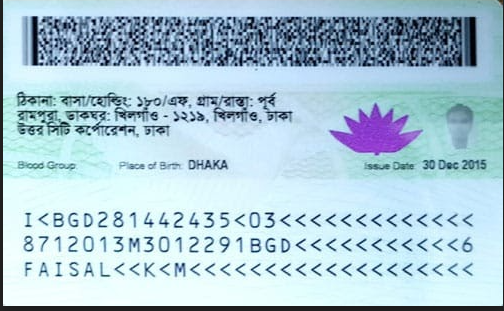 ঠিকানা: বাসা/হোল্ডিং: ১৮০/এফ, গ্রাম/রাস্তা: পূর্ব
রামপুরা, ডাকঘর: খিলগাঁও - ১২১৯, খিলগাঁও, ঢাকা
উত্তর সিটি কর্পোরেশন, ঢাকা
Blood Group: Place of Birth: DHAKA Issue Date: 30 Dec 2015
I<BGD281442435<03<<<<<<<<<<<<<
8712013M3012291BGD<<<<<<<<<<<6
FAISAL<<K<M<<<<<<<<<<<<<<<<<<<